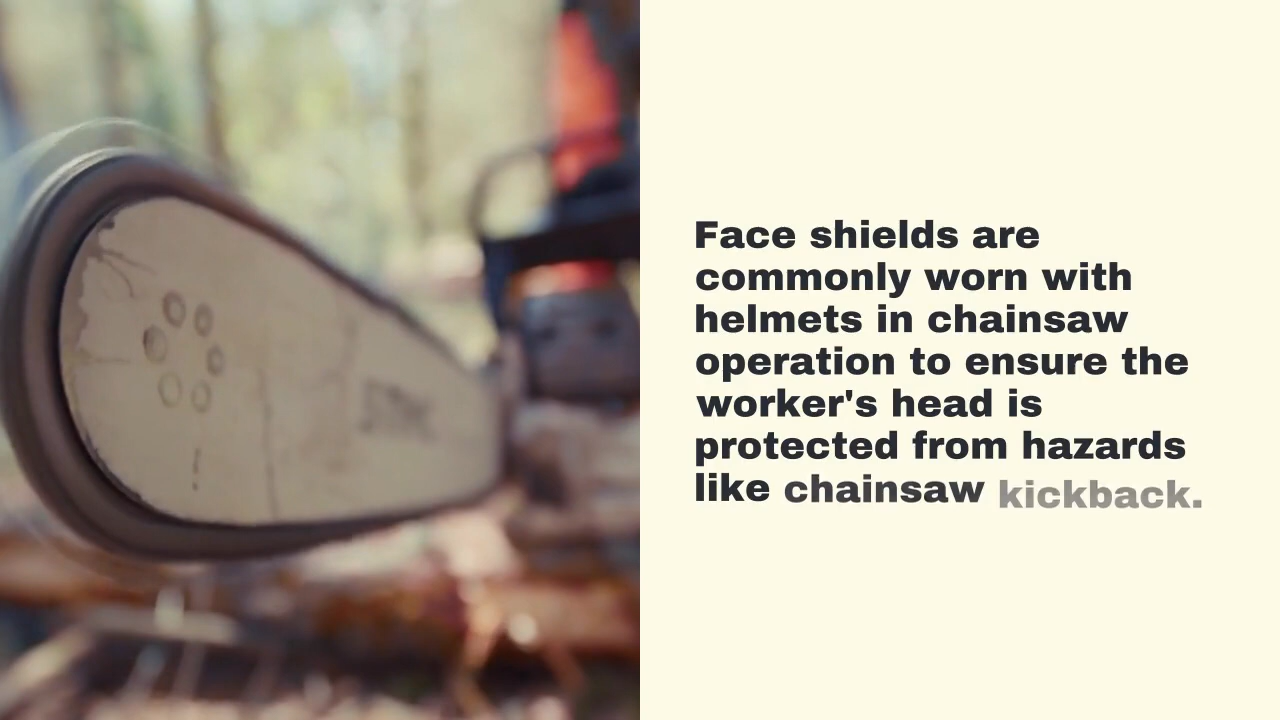 Face shields are
commonly worn with
helmets in chainsaw
operation to ensure the
worker's head is
protected from hazards
like chainsaw kickback.